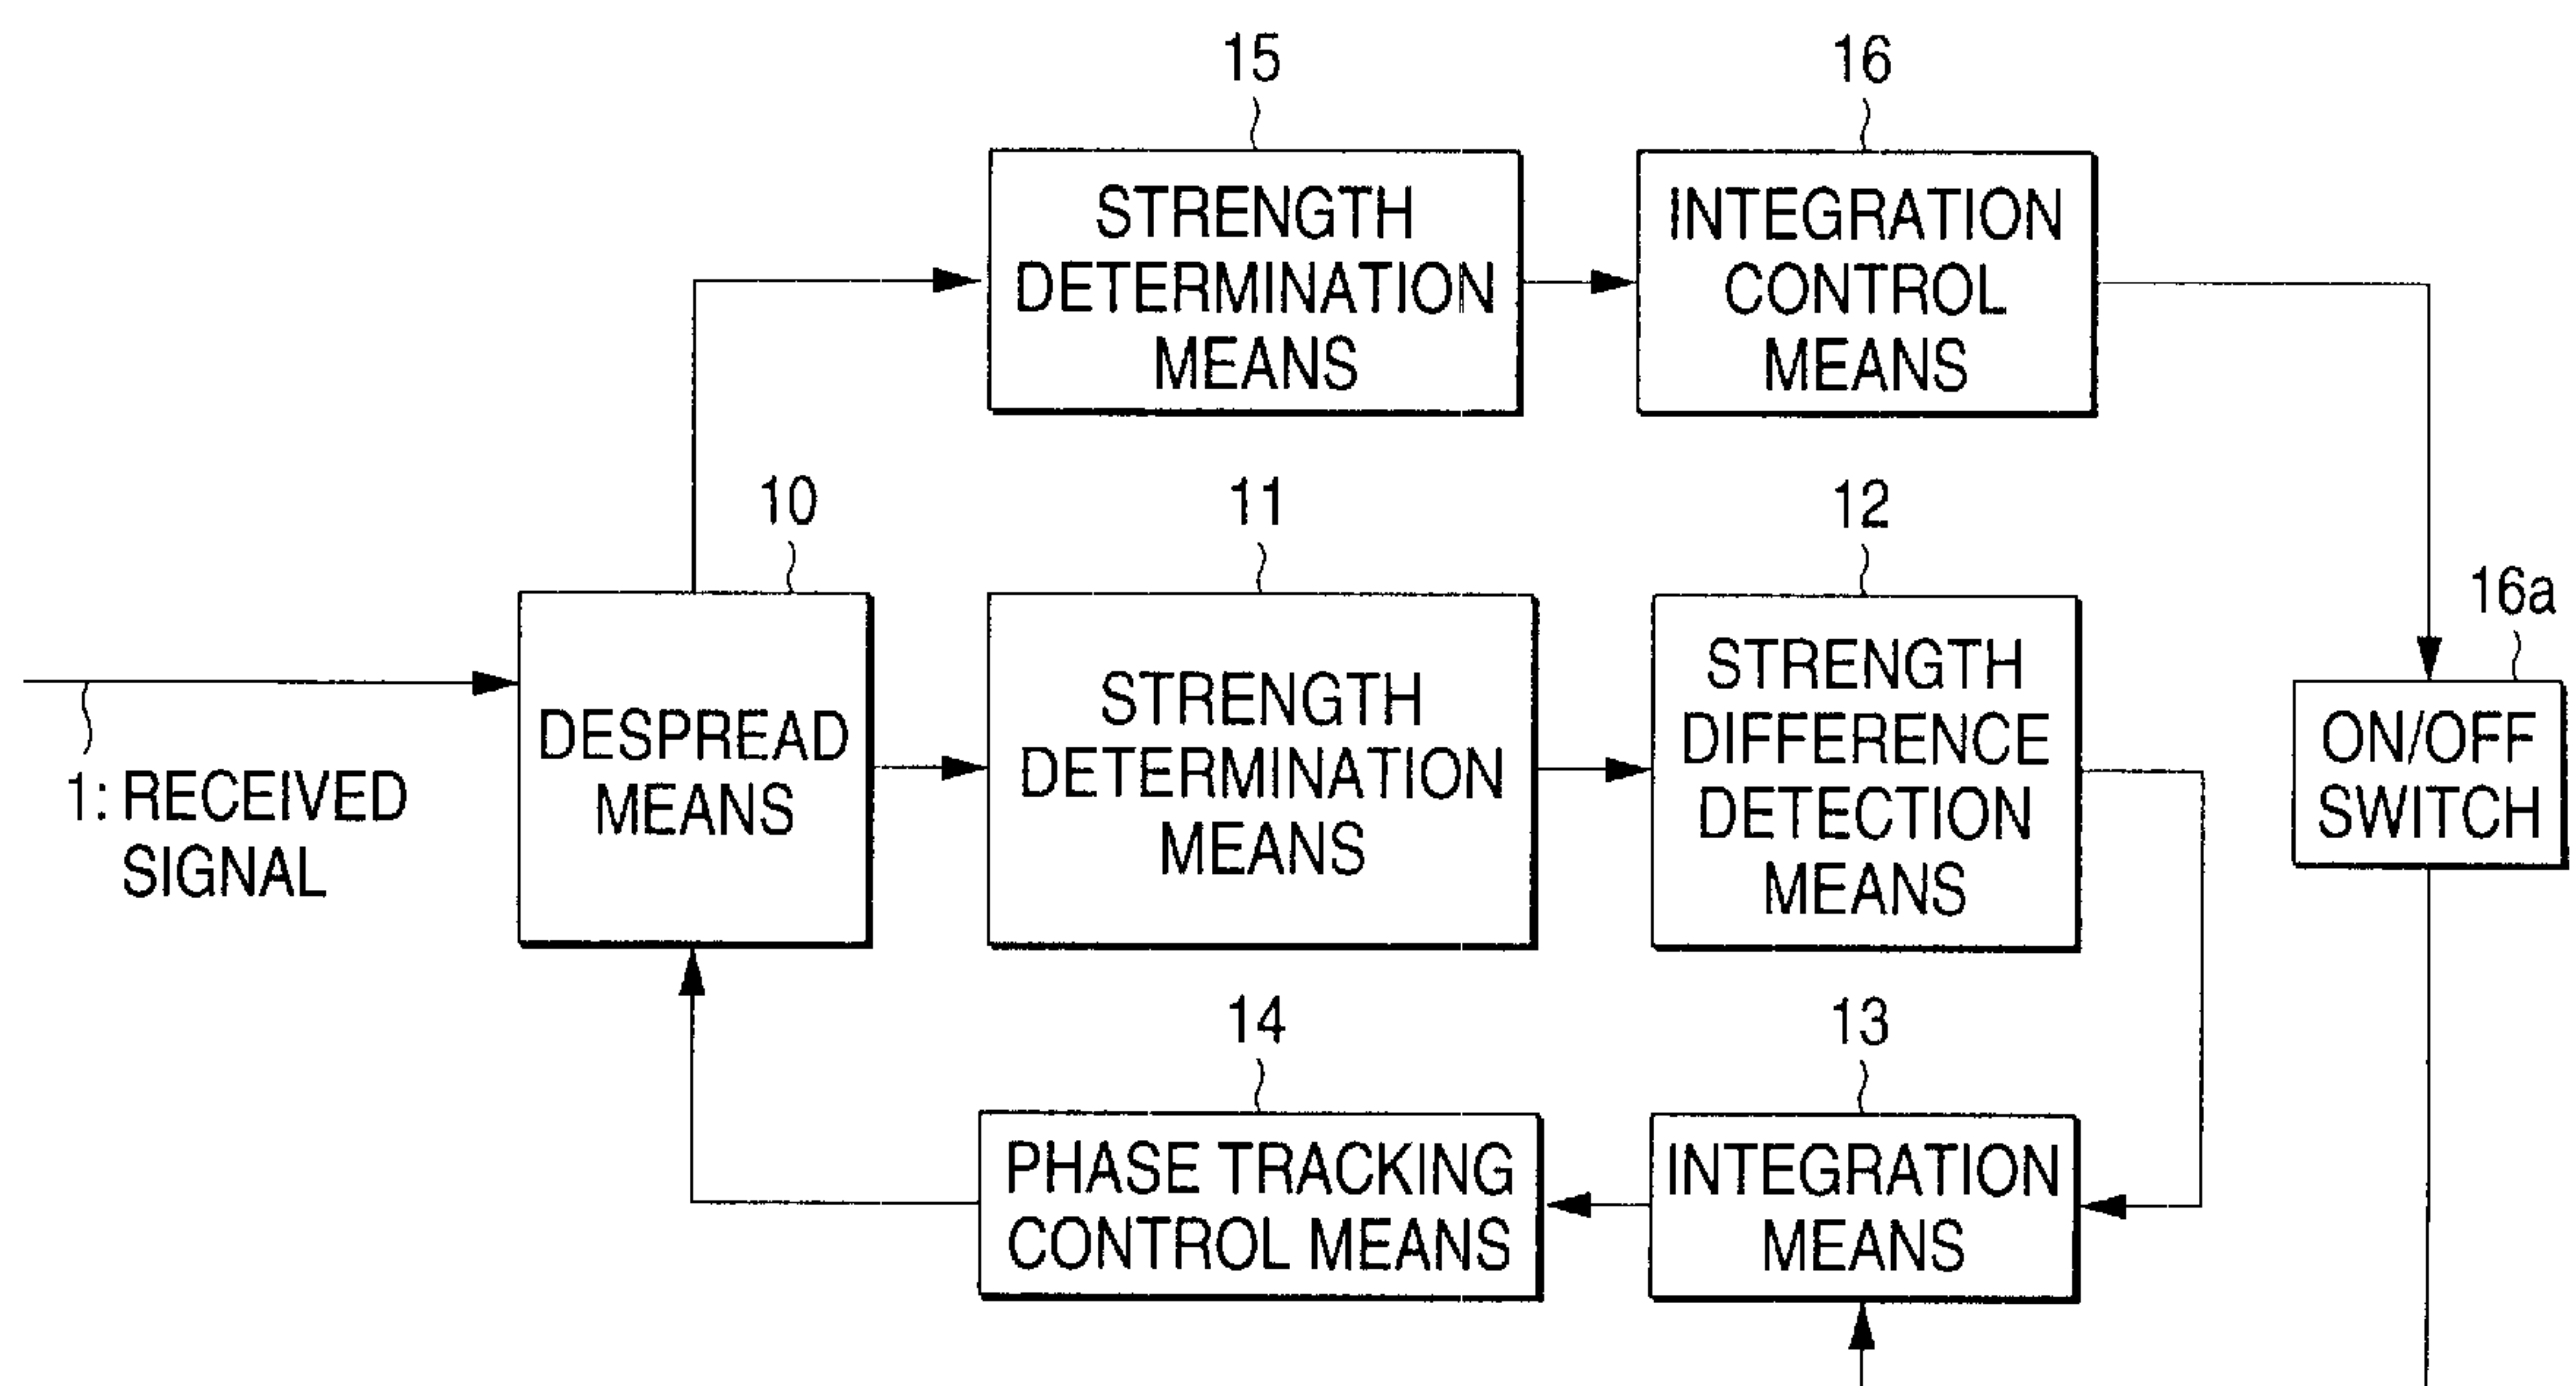 15
16
STRENGTH
DETERMINATION
MEANS
INTEGRATION
CONTROL
MEANS
10
11
12
16a
DESPREAD
MEANS
STRENGTH
DETERMINATION
MEANS
STRENGTH
DIFFERENCE
DETECTION
MEANS
ON/OFF
SWITCH
1: RECEIVED
SIGNAL
14
13
PHASE TRACKING
CONTROL MEANS
INTEGRATION
MEANS